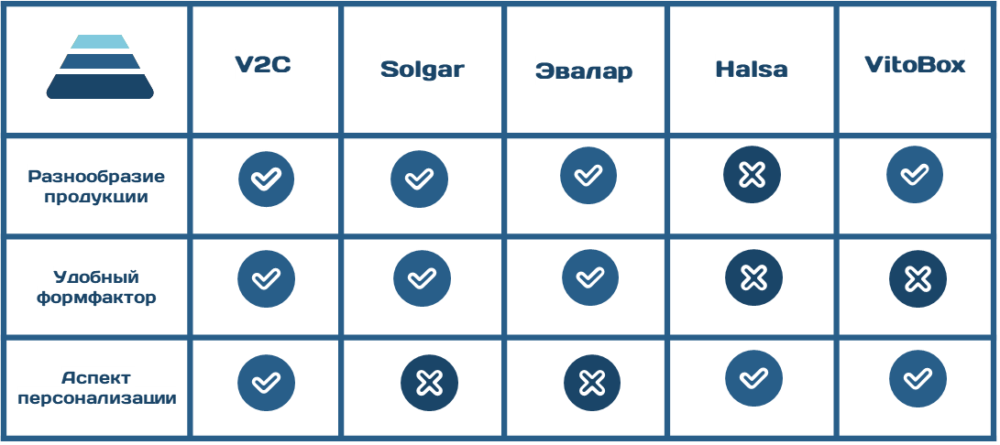 V2C
Solgar
Эвалар
Halsa
VitoBox
Разнообразие
продукции
Удобный
формфактор
Аспект
персонализации